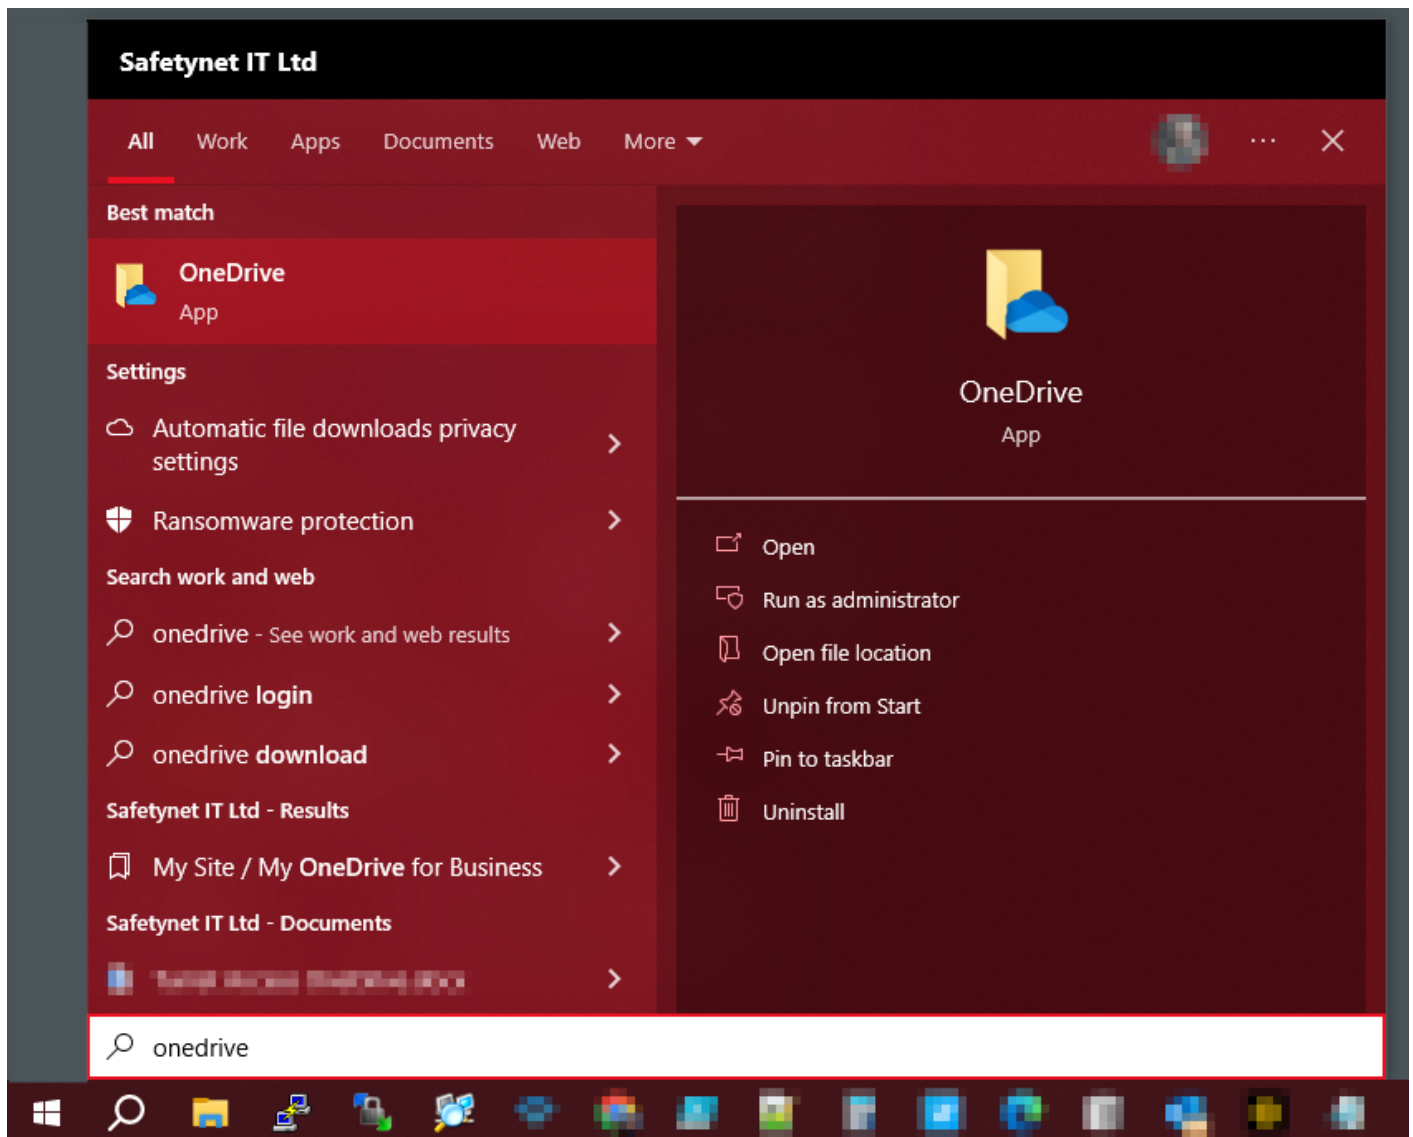 Safetynet IT Ltd
All Work Apps Documents Web More
Best match
OneDrive
App
Settings
Automatic file downloads privacy
settings
Ransomware protection
Search work and web
onedrive - See work and web results
onedrive login
onedrive download
Safetynet IT Ltd - Results
My Site / My OneDrive for Business
Safetynet IT Ltd - Documents
OneDrive
App
Open
Run as administrator
Open file location
Unpin from Start
Pin to taskbar
Uninstall
onedrive